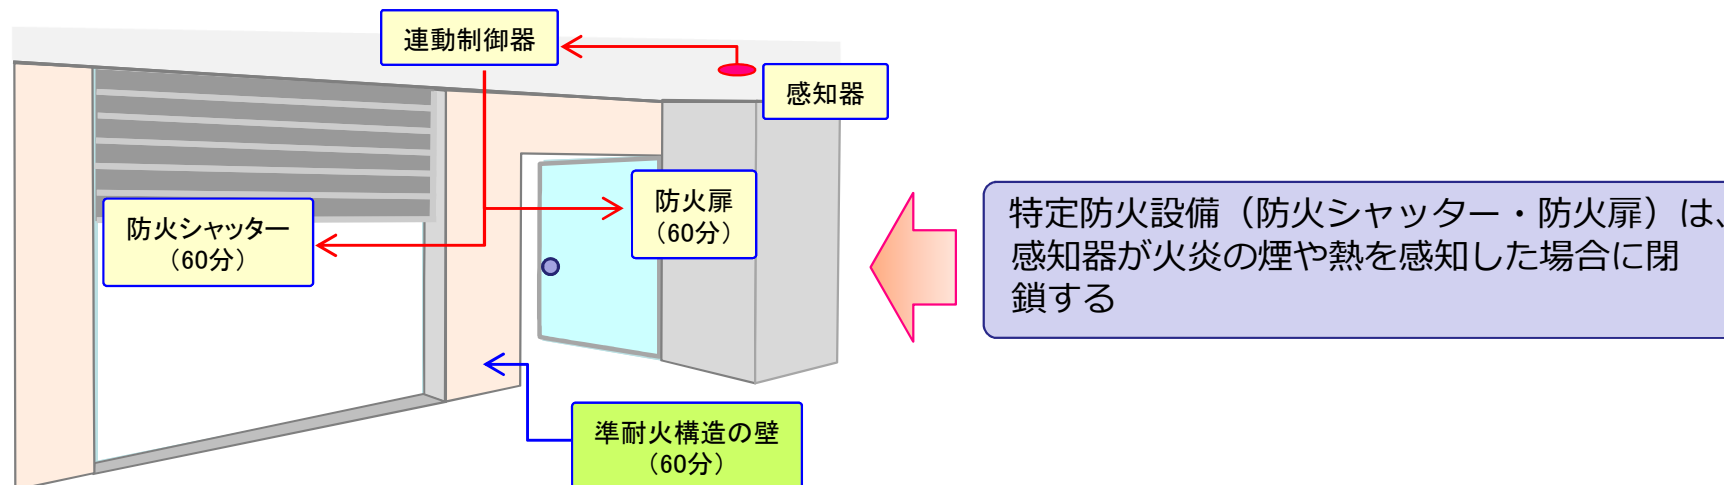 連動制御器
感知器
防火扉
（60分）
防火シャッター
（60分）
特定防火設備（防火シャッター・防火扉）は、
感知器が火炎の煙や熱を感知した場合に閉
鎖する
準耐火構造の壁
（60分）